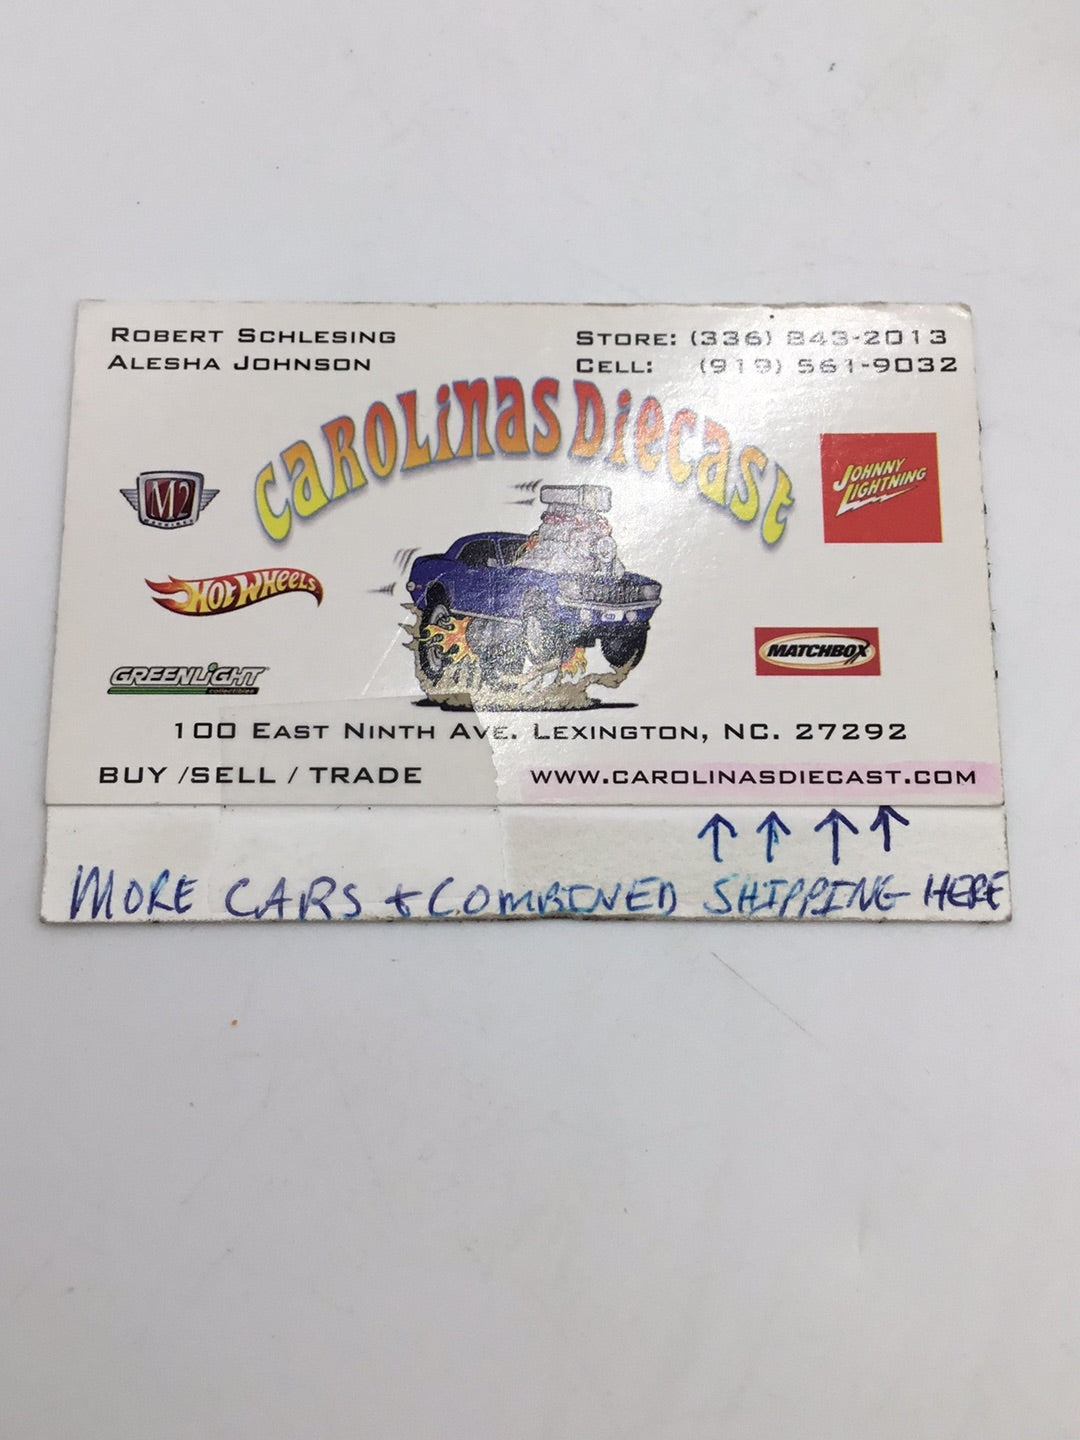 ROBERT SCHLESING
ALESHA JOHNSON
STORE: (336) 843-2013
CELL: (919) 561-9032
CAROLINAS DIECAST
M2
MACHINES
JOHNNY
LIGHTNING
HOT WHEELS
MATCHBOX
GREENLIGHT
collectibles
100 EAST NINTH AVE. LEXINGTON, NC. 27292
BUY /SELL / TRADE
WWW.CAROLINASDIECAST.COM
MORE CARS + COMBINED SHIPPING HERE